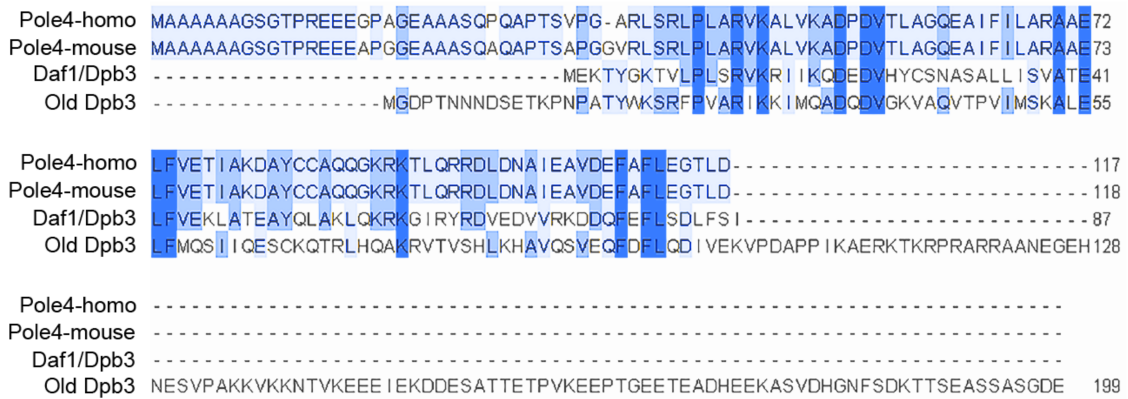 Pole4-homo MAAAAAAGSGTPREEEGPAGEAAASQPQAPTSVPG-ARLSRLPLARVKALVKADPDVTLAGQEAIFILARAAE 72
Pole4-mouse MAAAAAAGSGTPREEEAPGGEAAASQAQAPTSAPGGVRLSRLPLARVKALVKADPDVTLAGQEAIFILARAAE 73
Daf1/Dpb3 --------------------------------MEKTYGKTVLPLSRVKRIIKQDEDVHYCSNASALLISVATE 41
Old Dpb3 ------------------MGDPTNNNDSETKPNPATYWKSRFPVARIKKIMQADQDVGKVAQVTPVIMSKALE 55
Pole4-homo LFVETIAKDAYCCAQQGKRKTLQRRDLDNAIEAVDEFAFLEGTLD---------------------------- 117
Pole4-mouse LFVETIAKDAYCCAQQGKRKTLQRRDLDNAIEAVDEFAFLEGTLD---------------------------- 118
Daf1/Dpb3 LFVEKLATEAYQLAKLQKRKGIRYRDVEDVVRKDDQFEFLSDLFSI--------------------------- 87
Old Dpb3 LFMQSIIQESCKQTRLHQAKRVTVSHLKHAVQSVEQFDFLQDIVEKVPDAPPIKAERKTKRPRARRAANEGEH 128
Pole4-homo -----------------------------------------------------------------------
Pole4-mouse -----------------------------------------------------------------------
Daf1/Dpb3 -----------------------------------------------------------------------
Old Dpb3 NESVPAKKVKKNTVKEEEIEKDDESATTETPVKEEPTGEETEADHEEKASVDHGNFSDKTTSEASSASGDE 199